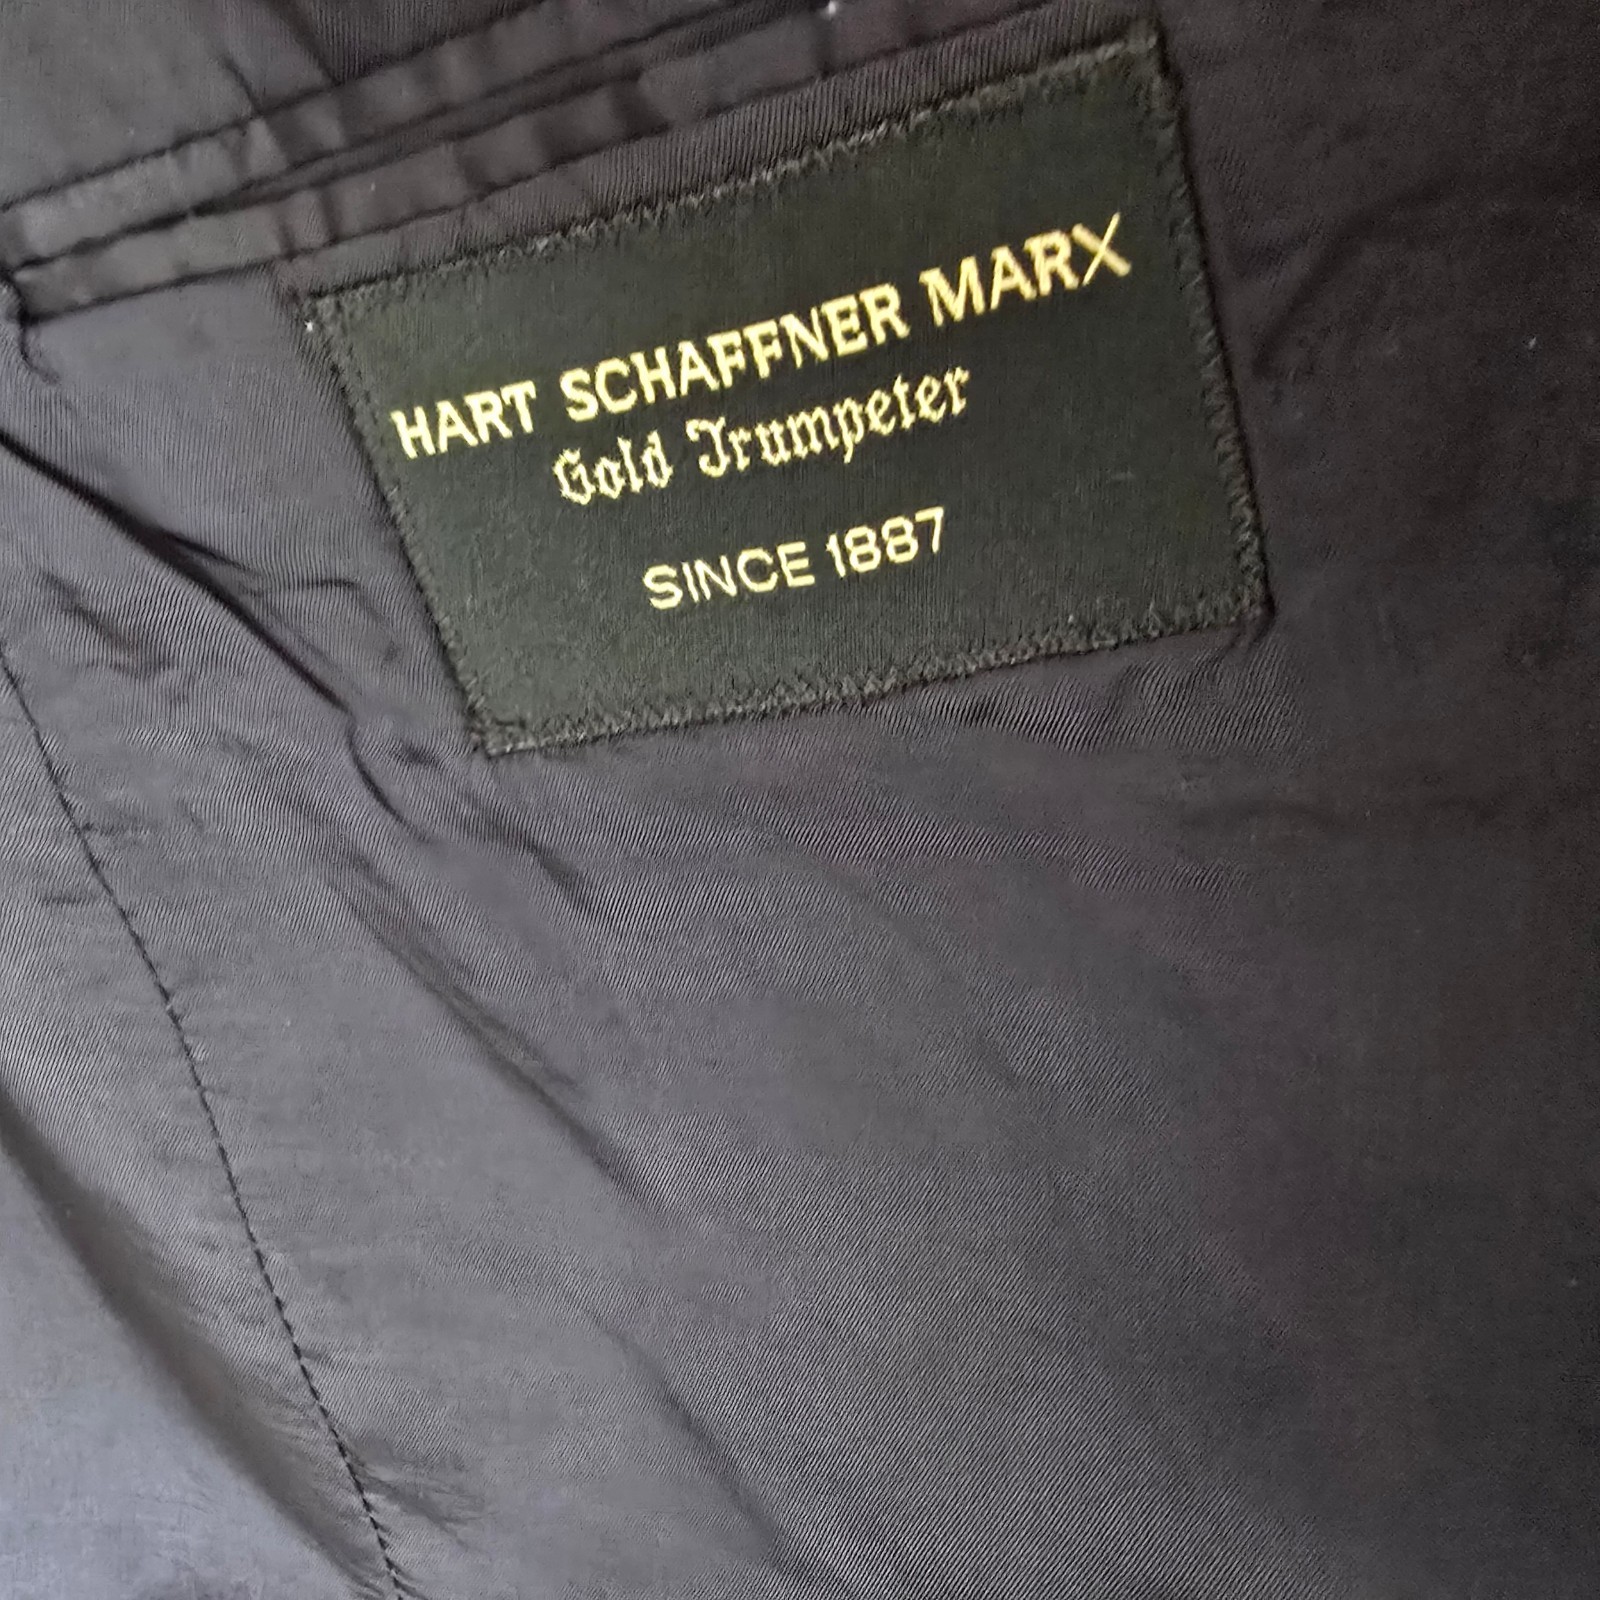 HART SCHAFFNER MARX
Gold Trumpeter
SINCE 1887